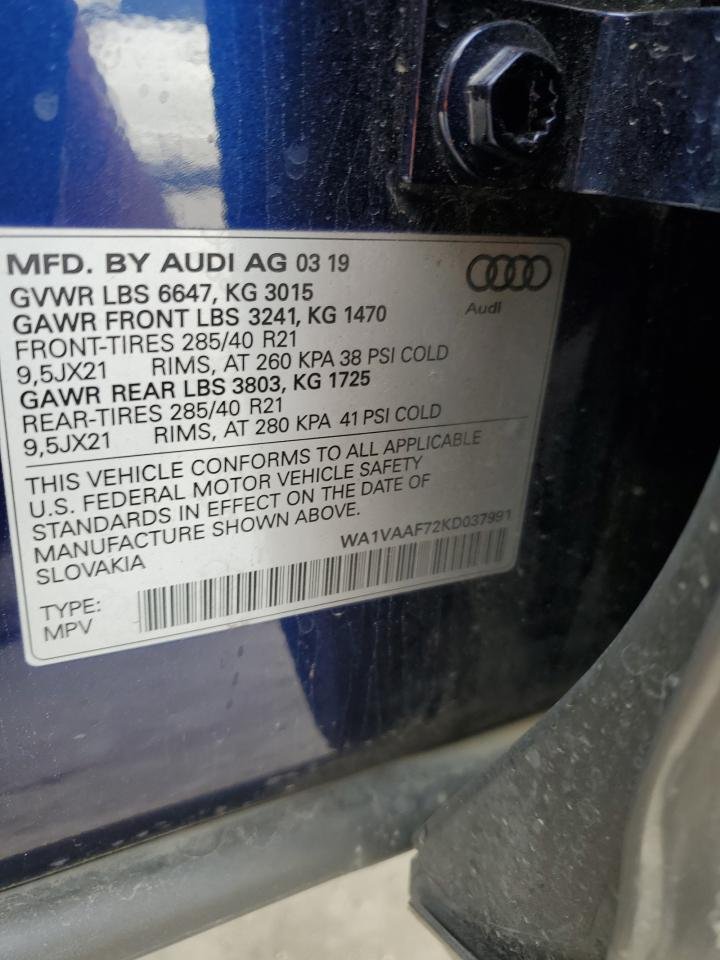 MFD. BY AUDI AG 03 19
GVWR LBS 6647, KG 3015
GAWR FRONT LBS 3241, KG 1470
FRONT-TIRES 285/40 R21
9,5JX21 RIMS, AT 260 KPA 38 PSI COLD
GAWR REAR LBS 3803, KG 1725
REAR-TIRES 285/40 R21
9,5JX21 RIMS, AT 280 KPA 41 PSI COLD
Audi
THIS VEHICLE CONFORMS TO ALL APPLICABLE
U.S. FEDERAL MOTOR VEHICLE SAFETY
STANDARDS IN EFFECT ON THE DATE OF
MANUFACTURE SHOWN ABOVE.
SLOVAKIA
WA1VAAF72KD037991
TYPE:
MPV